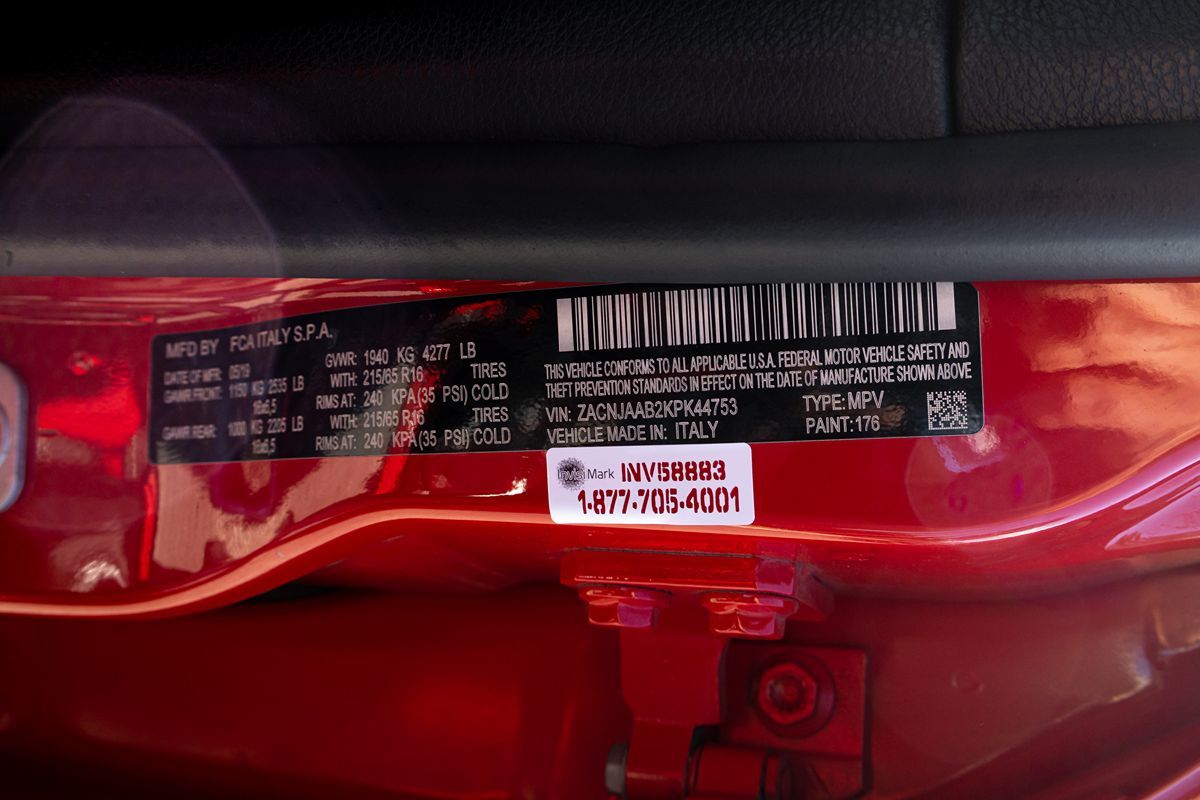 MFD BY FCA ITALY S.P.A.
DATE OF MFR: 05/19 GVWR: 1940 KG 4277 LB
GAWR FRONT: 1150 KG 2535 LB WITH: 215/65 R16 TIRES
16x6,5 RIMS AT: 240 KPA(35 PSI) COLD
GAWR REAR: 1000 KG 2205 LB WITH: 215/65 R16 TIRES
16x6,5 RIMS AT: 240 KPA(35 PSI) COLD
THIS VEHICLE CONFORMS TO ALL APPLICABLE U.S.A. FEDERAL MOTOR VEHICLE SAFETY AND
THEFT PREVENTION STANDARDS IN EFFECT ON THE DATE OF MANUFACTURE SHOWN ABOVE
VIN: ZACNJAAB2KPK44753 TYPE: MPV
VEHICLE MADE IN: ITALY PAINT: 176
Mark INV58883
1-877-705-4001